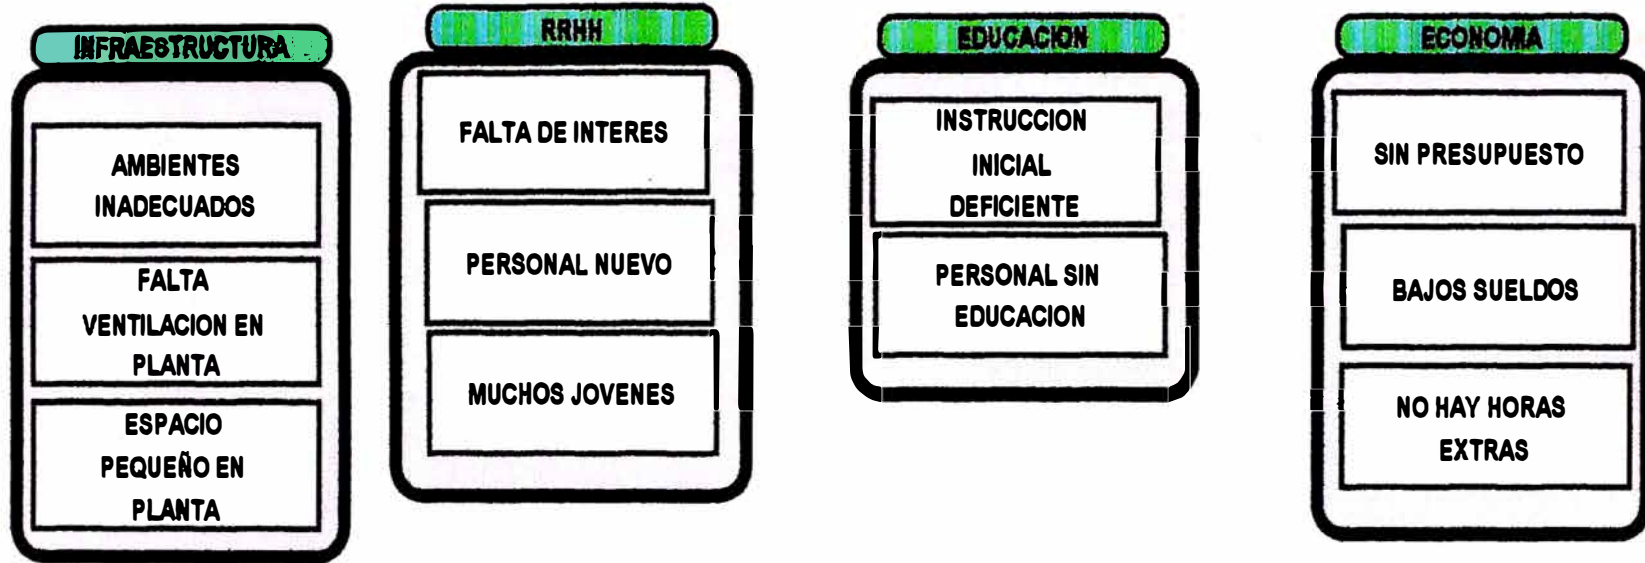 INFRAESTRUCTURA
AMBIENTES
INADECUADOS
FALTA
VENTILACION EN
PLANTA
ESPACIO
PEQUEÑO EN
PLANTA
RRHH
FALTA DE INTERES
PERSONAL NUEVO
MUCHOS JOVENES
EDUCACION
INSTRUCCION
INICIAL
DEFICIENTE
PERSONAL SIN
EDUCACION
ECONOMIA
SIN PRESUPUESTO
BAJOS SUELDOS
NO HAY HORAS
EXTRAS